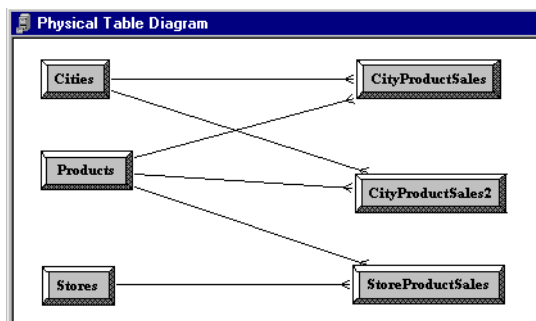 Physical Table Diagram
Cities
CityProductSales
Products
CityProductSales2
Stores
StoreProductSales